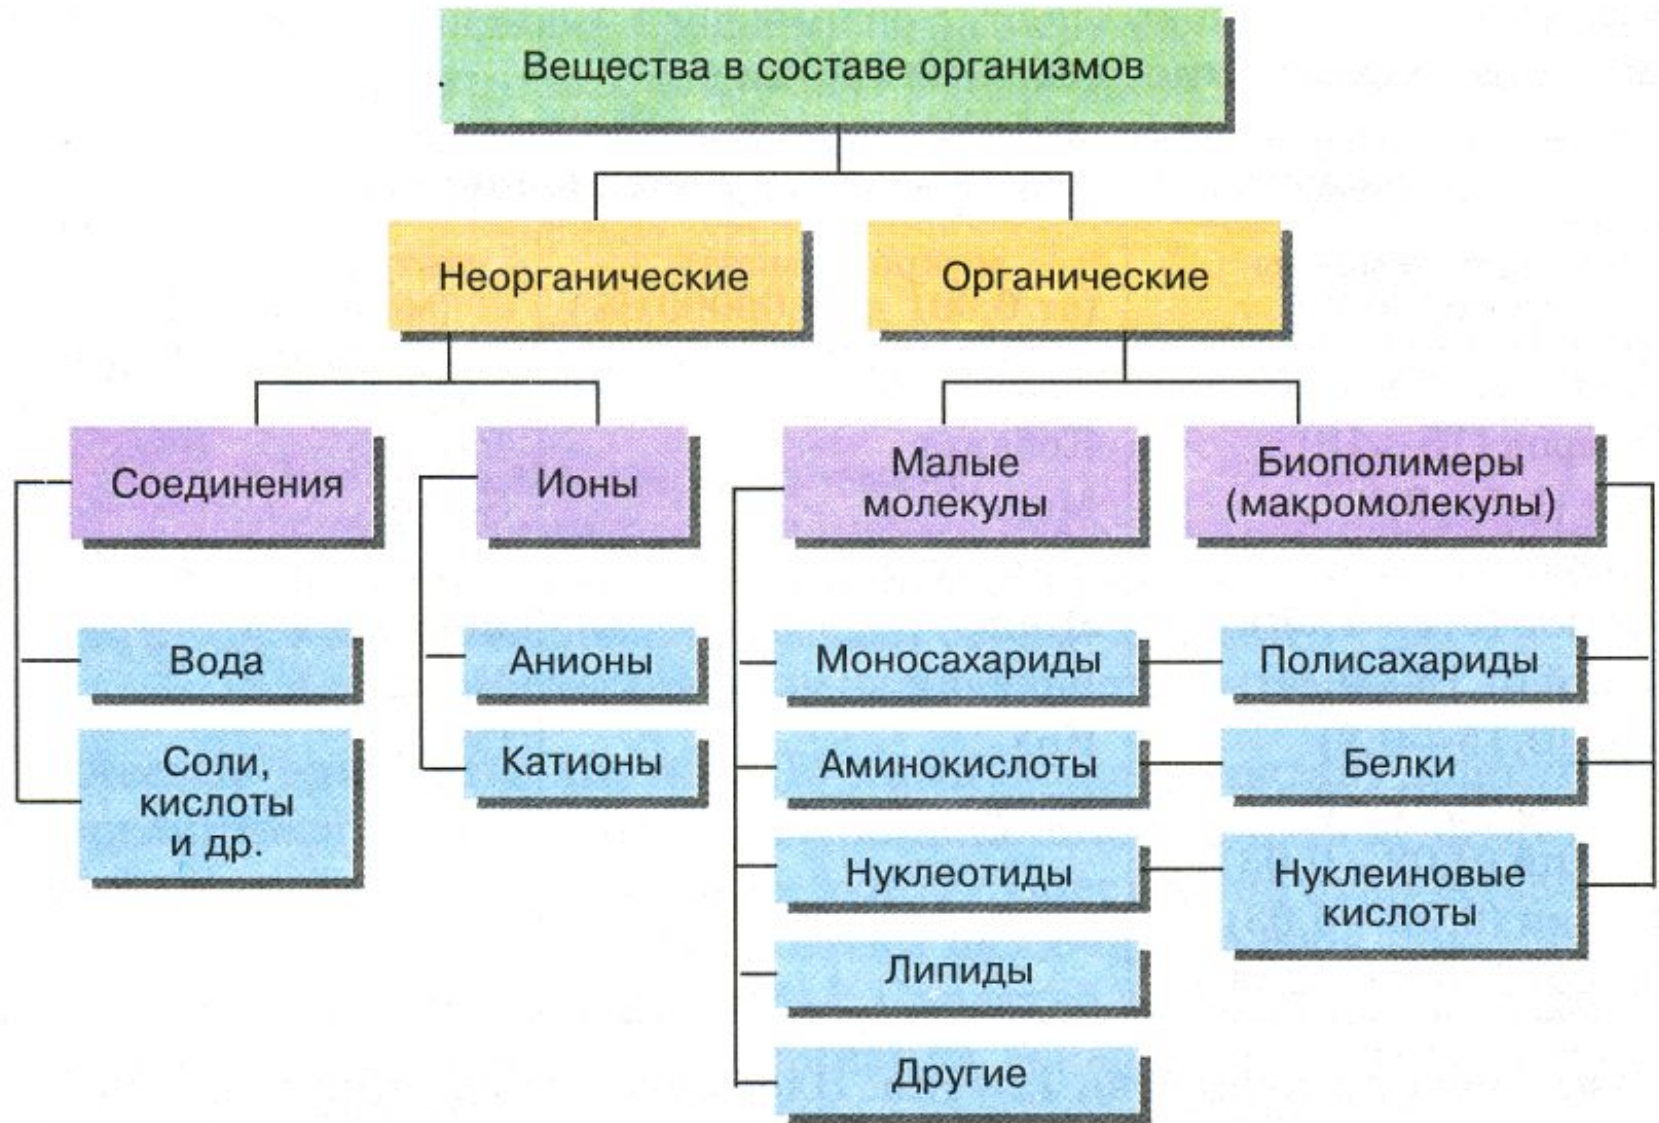 Вещества в составе организмов
Неорганические
Органические
Соединения
Ионы
Малые
молекулы
Биополимеры
(макромолекулы)
Вода
Соли,
кислоты
и др.
Анионы
Катионы
Моносахариды
Аминокислоты
Нуклеотиды
Липиды
Другие
Полисахариды
Белки
Нуклеиновые
кислоты